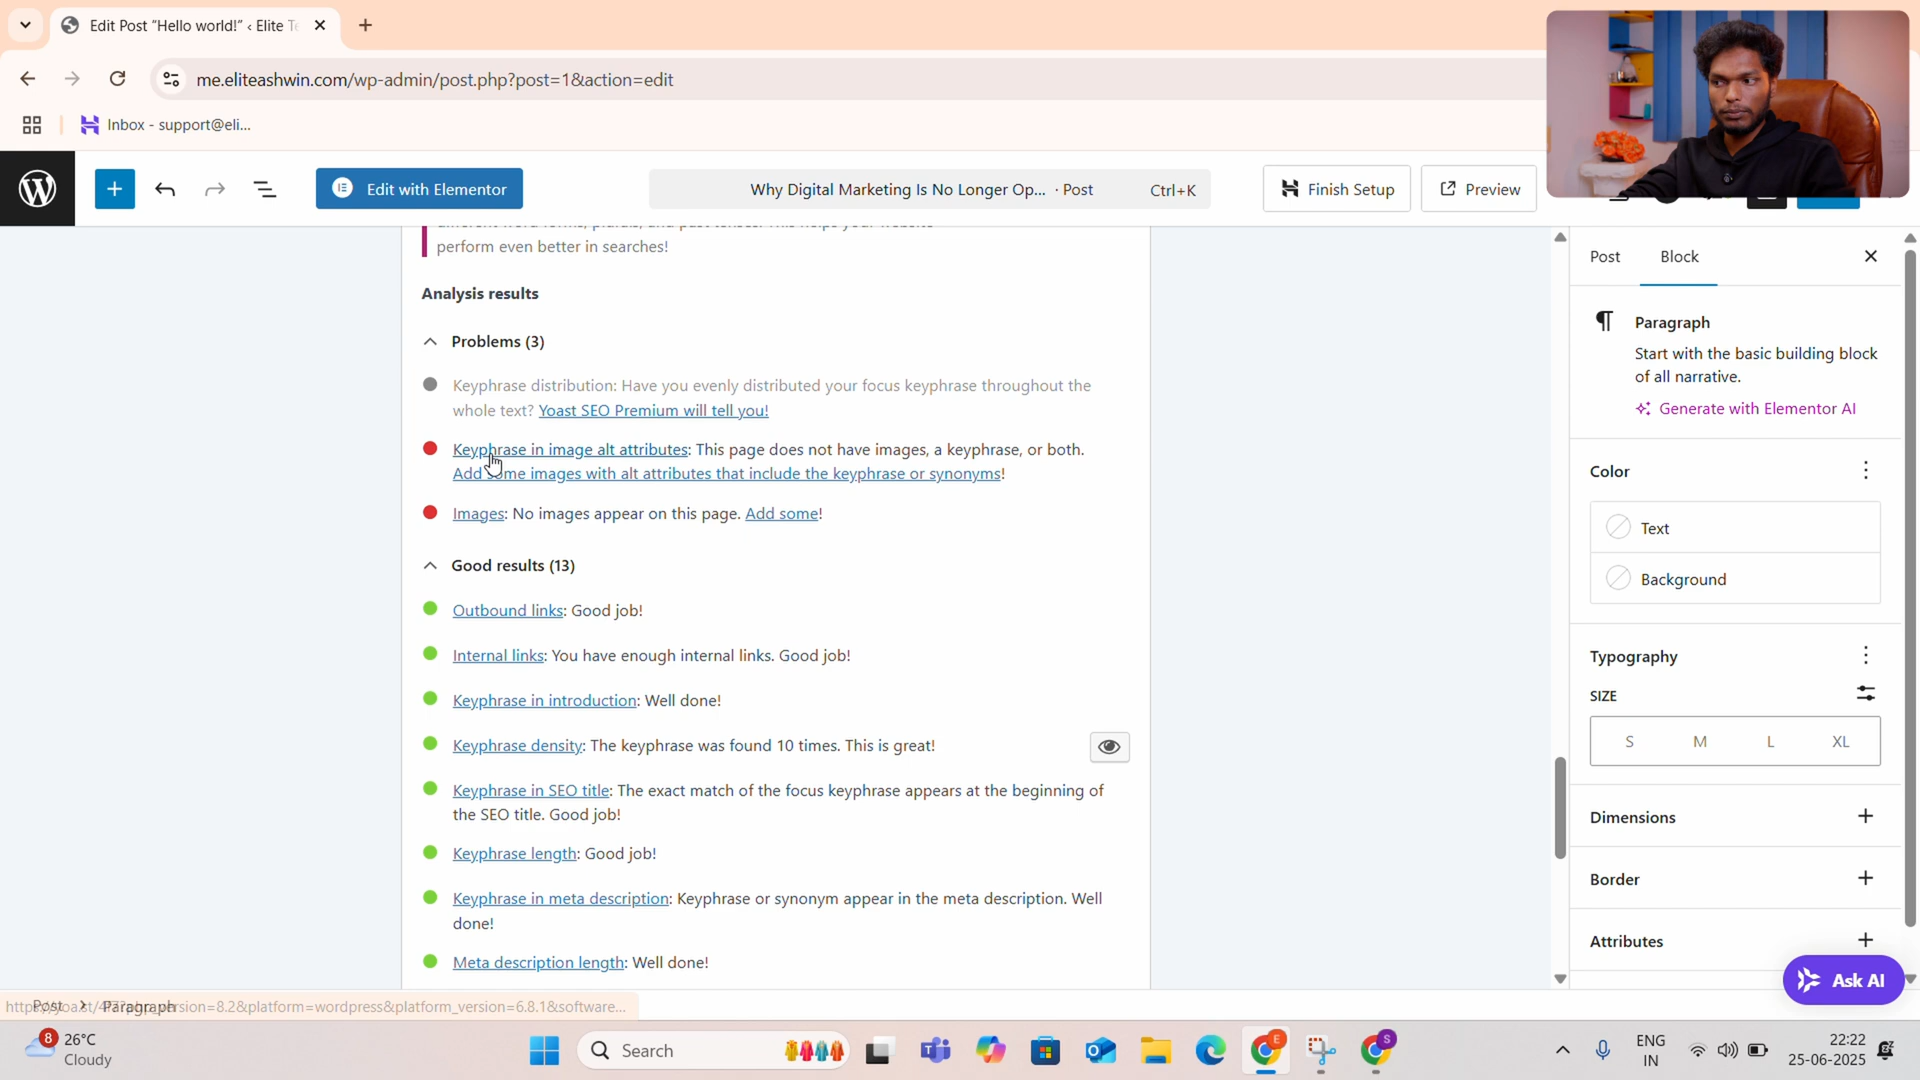 Edit Post “Hello world!” ‹ Elite Te
me.eliteashwin.com/wp-admin/post.php?post=1&action=edit
Inbox - support@eli...
Edit with Elementor
Why Digital Marketing Is No Longer Op... · Post
Ctrl+K
Finish Setup
Preview
perform even better in searches!
Analysis results
Problems (3)
Keyphrase distribution: Have you evenly distributed your focus keyphrase throughout the
whole text? Yoast SEO Premium will tell you!
Keyphrase in image alt attributes: This page does not have images, a keyphrase, or both.
Add some images with alt attributes that include the keyphrase or synonyms!
Images: No images appear on this page. Add some!
Good results (13)
Outbound links: Good job!
Internal links: You have enough internal links. Good job!
Keyphrase in introduction: Well done!
Keyphrase density: The keyphrase was found 10 times. This is great!
Keyphrase in SEO title: The exact match of the focus keyphrase appears at the beginning of
the SEO title. Good job!
Keyphrase length: Good job!
Keyphrase in meta description: Keyphrase or synonym appear in the meta description. Well
done!
Meta description length: Well done!
Post
Block
Paragraph
Start with the basic building block
of all narrative.
Generate with Elementor AI
Color
Text
Background
Typography
SIZE
S M L XL
Dimensions
Border
Attributes
Ask AI
Post
Paragraph
8
26°C
Cloudy
Search
E
S
ENG
IN
22:22
25-06-2025